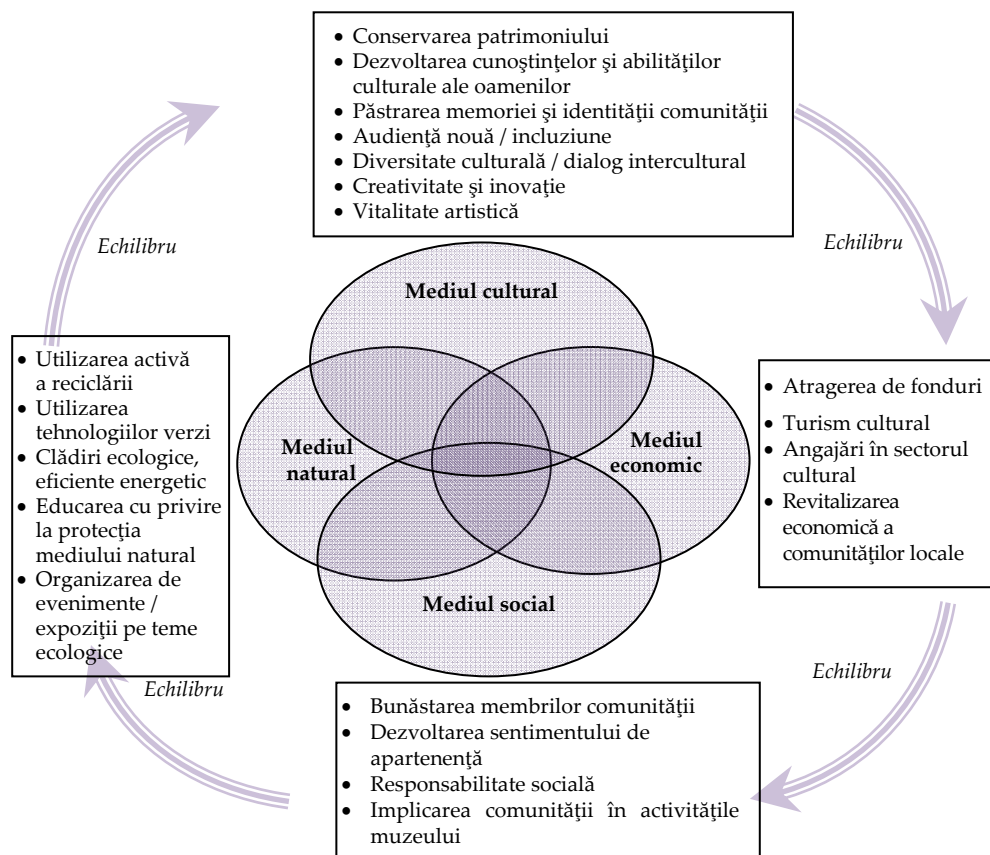 • Conservarea patrimoniului
• Dezvoltarea cunoştinţelor şi abilităţilor
culturale ale oamenilor
• Păstrarea memoriei şi identităţii comunităţii
• Audienţă nouă / incluziune
• Diversitate culturală / dialog intercultural
• Creativitate şi inovaţie
• Vitalitate artistică
Echilibru
Echilibru
Mediul cultural
Mediul
natural
Mediul
economic
Mediul social
• Utilizarea activă
a reciclării
• Utilizarea
tehnologiilor verzi
• Clădiri ecologice,
eficiente energetic
• Educarea cu privire
la protecţia
mediului natural
• Organizarea de
evenimente /
expoziţii pe teme
ecologice
• Atragerea de fonduri
• Turism cultural
• Angajări în sectorul
cultural
• Revitalizarea
economică a
comunităţilor locale
Echilibru
Echilibru
• Bunăstarea membrilor comunităţii
• Dezvoltarea sentimentului de
apartenenţă
• Responsabilitate socială
• Implicarea comunităţii în activităţile
muzeului